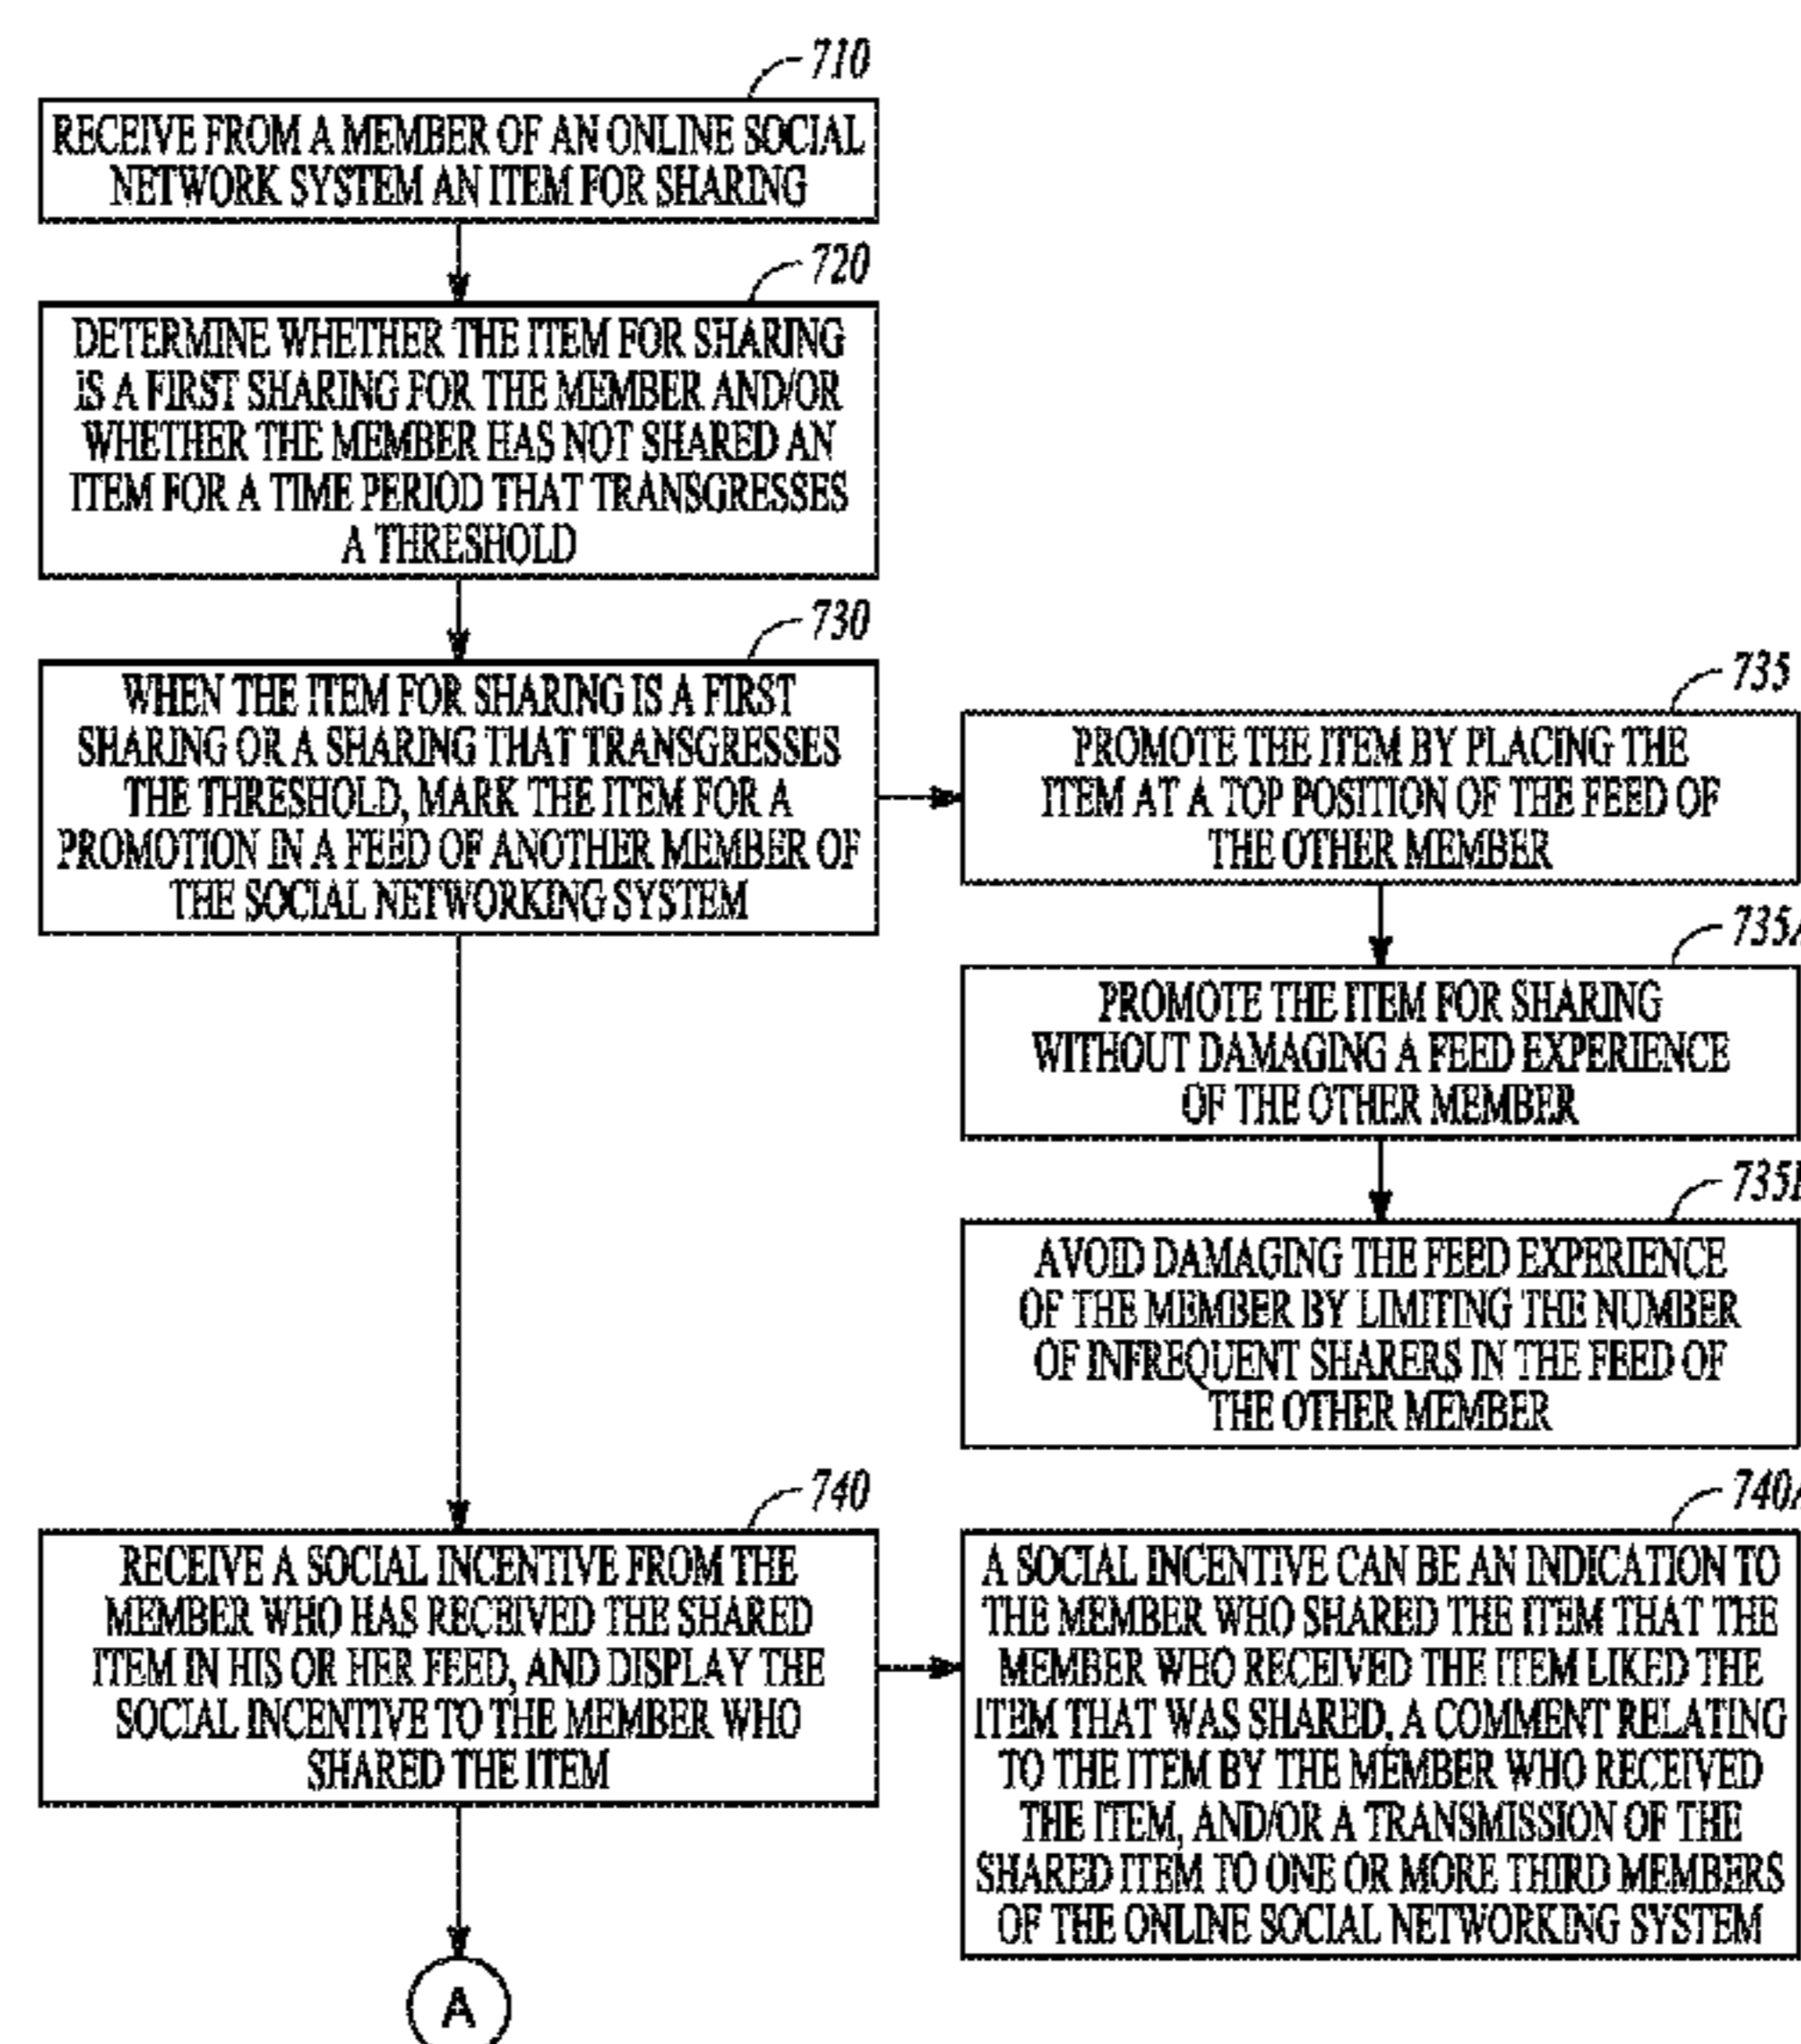 710
RECEIVE FROM A MEMBER OF AN ONLINE SOCIAL
NETWORK SYSTEM AN ITEM FOR SHARING
720
DETERMINE WHETHER THE ITEM FOR SHARING
IS A FIRST SHARING FOR THE MEMBER AND/OR
WHETHER THE MEMBER HAS NOT SHARED AN
ITEM FOR A TIME PERIOD THAT TRANSGRESSES
A THRESHOLD
730
WHEN THE ITEM FOR SHARING IS A FIRST
SHARING OR A SHARING THAT TRANSGRESSES
THE THRESHOLD, MARK THE ITEM FOR A
PROMOTION IN A FEED OF ANOTHER MEMBER OF
THE SOCIAL NETWORKING SYSTEM
735
PROMOTE THE ITEM BY PLACING THE
ITEM AT A TOP POSITION OF THE FEED OF
THE OTHER MEMBER
735A
PROMOTE THE ITEM FOR SHARING
WITHOUT DAMAGING A FEED EXPERIENCE
OF THE OTHER MEMBER
735
AVOID DAMAGING THE FEED EXPERIENCE
OF THE MEMBER BY LIMITING THE NUMBER
OF INFREQUENT SHARERS IN THE FEED OF
THE OTHER MEMBER
740
RECEIVE A SOCIAL INCENTIVE FROM THE
MEMBER WHO HAS RECEIVED THE SHARED
ITEM IN HIS OR HER FEED, AND DISPLAY THE
SOCIAL INCENTIVE TO THE MEMBER WHO
SHARED THE ITEM
740A
A SOCIAL INCENTIVE CAN BE AN INDICATION TO
THE MEMBER WHO SHARED THE ITEM THAT THE
MEMBER WHO RECEIVED THE ITEM LIKED THE
ITEM THAT WAS SHARED, A COMMENT RELATING
TO THE ITEM BY THE MEMBER WHO RECEIVED
THE ITEM, AND/OR A TRANSMISSION OF THE
SHARED ITEM TO ONE OR MORE THIRD MEMBERS
OF THE ONLINE SOCIAL NETWORKING SYSTEM
A